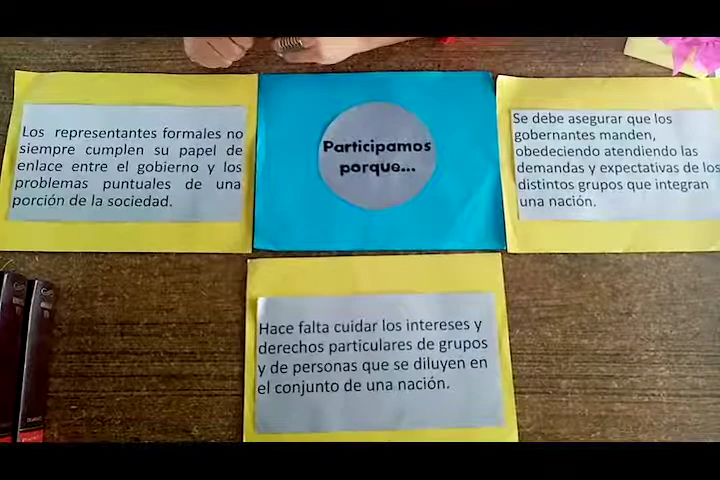 Los representantes formales no
siempre cumplen su papel de
enlace entre el gobierno y los
problemas puntuales de una
porción de la sociedad.
Participamos
porque...
Se debe asegurar que los
gobernantes manden,
obedeciendo atendiendo las
demandas y expectativas de los
distintos grupos que integran
una nación.
Hace falta cuidar los intereses y
derechos particulares de grupos
y de personas que se diluyen en
el conjunto de una nación.